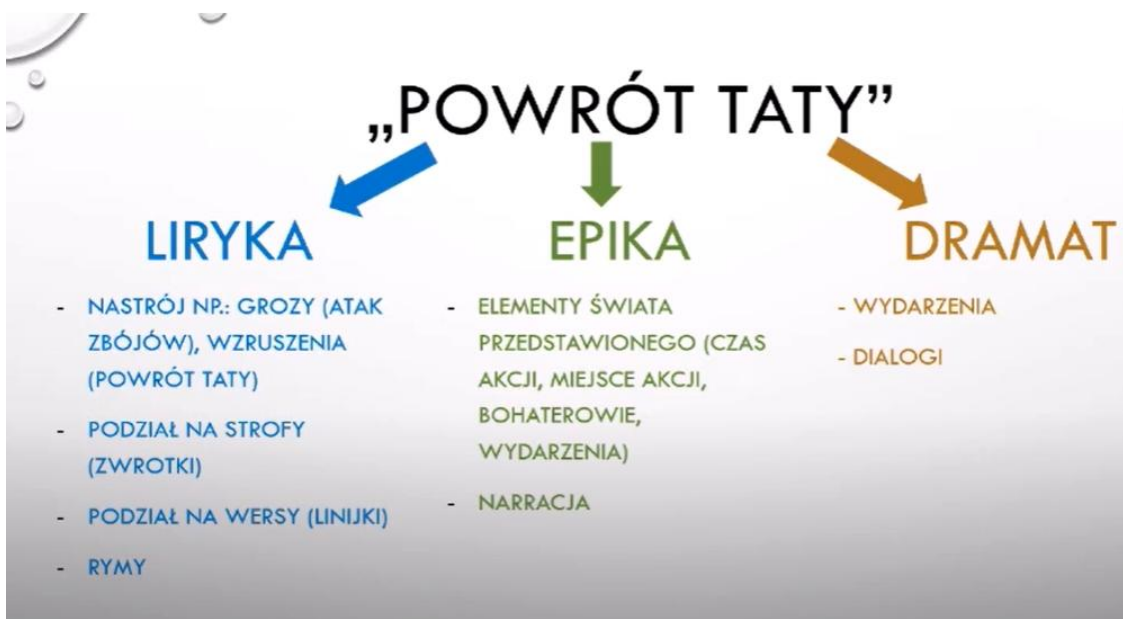 „POWRÓT TATY”
LIRYKA
- NASTRÓJ NP.: GROZY (ATAK
ZBÓJÓW), WZRUSZENIA
(POWRÓT TATY)
- PODZIAŁ NA STROFY
(ZWROTKI)
- PODZIAŁ NA WERSY (LINIJKI)
- RYMY
EPIKA
- ELEMENTY ŚWIATA
PRZEDSTAWIONEGO (CZAS
AKCJI, MIEJSCE AKCJI,
BOHATEROWIE,
WYDARZENIA)
- NARRACJA
DRAMAT
- WYDARZENIA
- DIALOGI